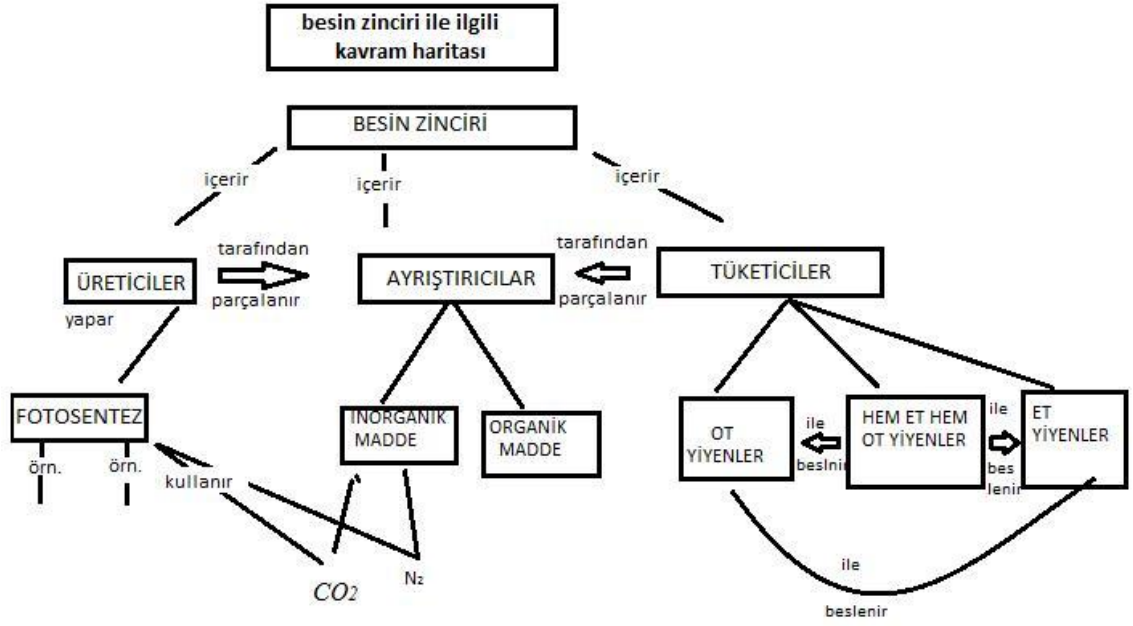 besin zinciri ile ilgili
kavram haritası
BESİN ZİNCİRİ
içerir
içerir
içerir
tarafından
parçalanır
tarafından
parçalanır
ÜRETİCİLER
AYRIŞTIRICILAR
TÜKETİCİLER
yapar
FOTOSENTEZ
İNORGANİK
MADDE
ORGANİK
MADDE
OT
YİYENLER
ile
beslnir
HEM ET HEM
OT YİYENLER
ile
bes
lenir
ET
YİYENLER
örn.
örn.
kullanır
CO2
N2
ile
beslenir